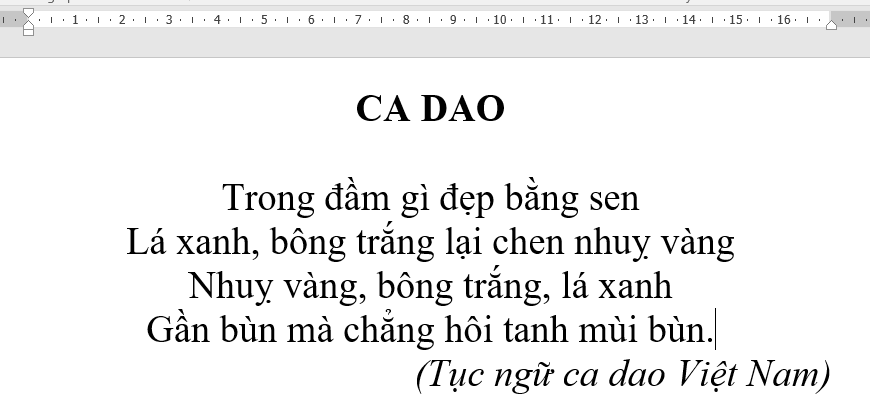 1 2 3 4 5 6 7 8 9 10 11 12 13 14 15 16
CA DAO
Trong đầm gì đẹp bằng sen
Lá xanh, bông trắng lại chen nhuỵ vàng
Nhuỵ vàng, bông trắng, lá xanh
Gần bùn mà chẳng hôi tanh mùi bùn.
(Tục ngữ ca dao Việt Nam)